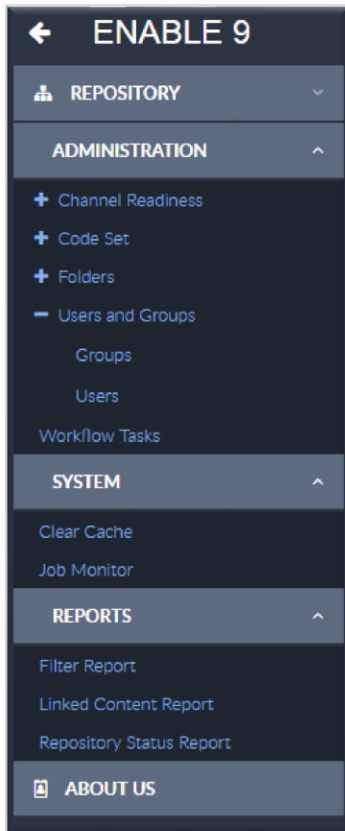 ENABLE 9
REPOSITORY
ADMINISTRATION
Channel Readiness
Code Set
Folders
Users and Groups
Groups
Users
Workflow Tasks
SYSTEM
Clear Cache
Job Monitor
REPORTS
Filter Report
Linked Content Report
Repository Status Report
ABOUT US